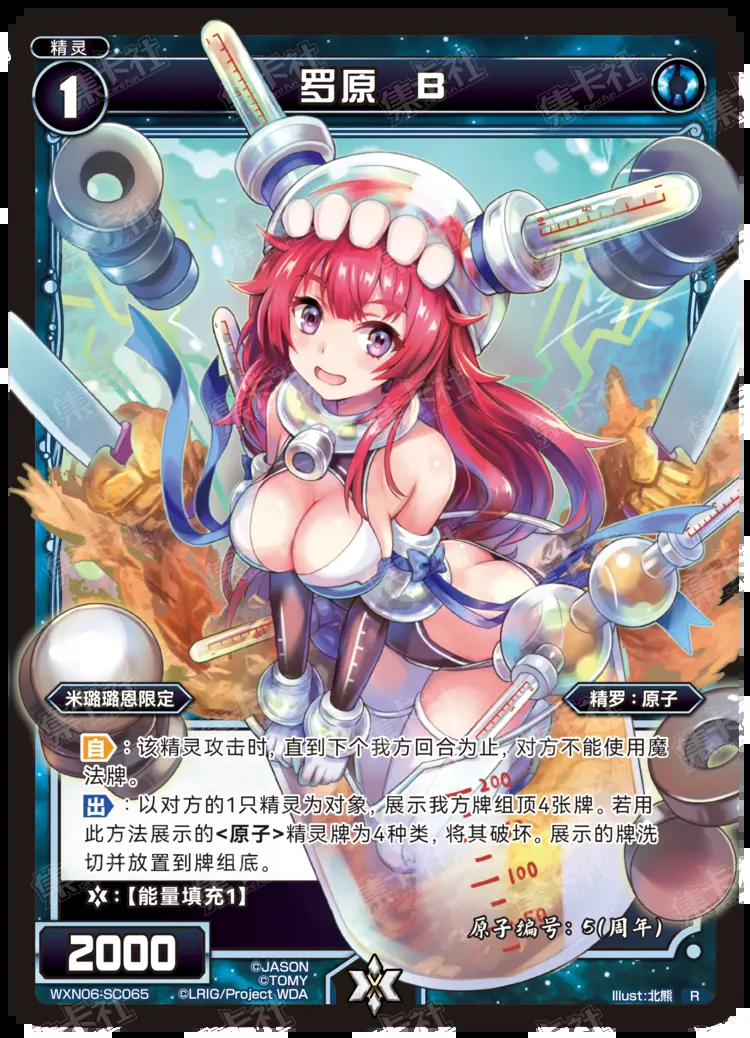 精灵
1
罗原 B
米璐璐恩限定
精罗：原子
自：该精灵攻击时，直到下个我方回合为止，对方不能使用魔
法牌。
出：以对方的1只精灵为对象，展示我方牌组顶4张牌。若用
此方法展示的<原子>精灵牌为4种类，将其破坏。展示的牌洗
切并放置到牌组底。
：【能量填充1】
200
100
50
原子编号：5(周年)
2000
©JASON
©TOMY
WXN06-SC065 ©LRIG/Project WDA
Illust:北熊 R
集卡社